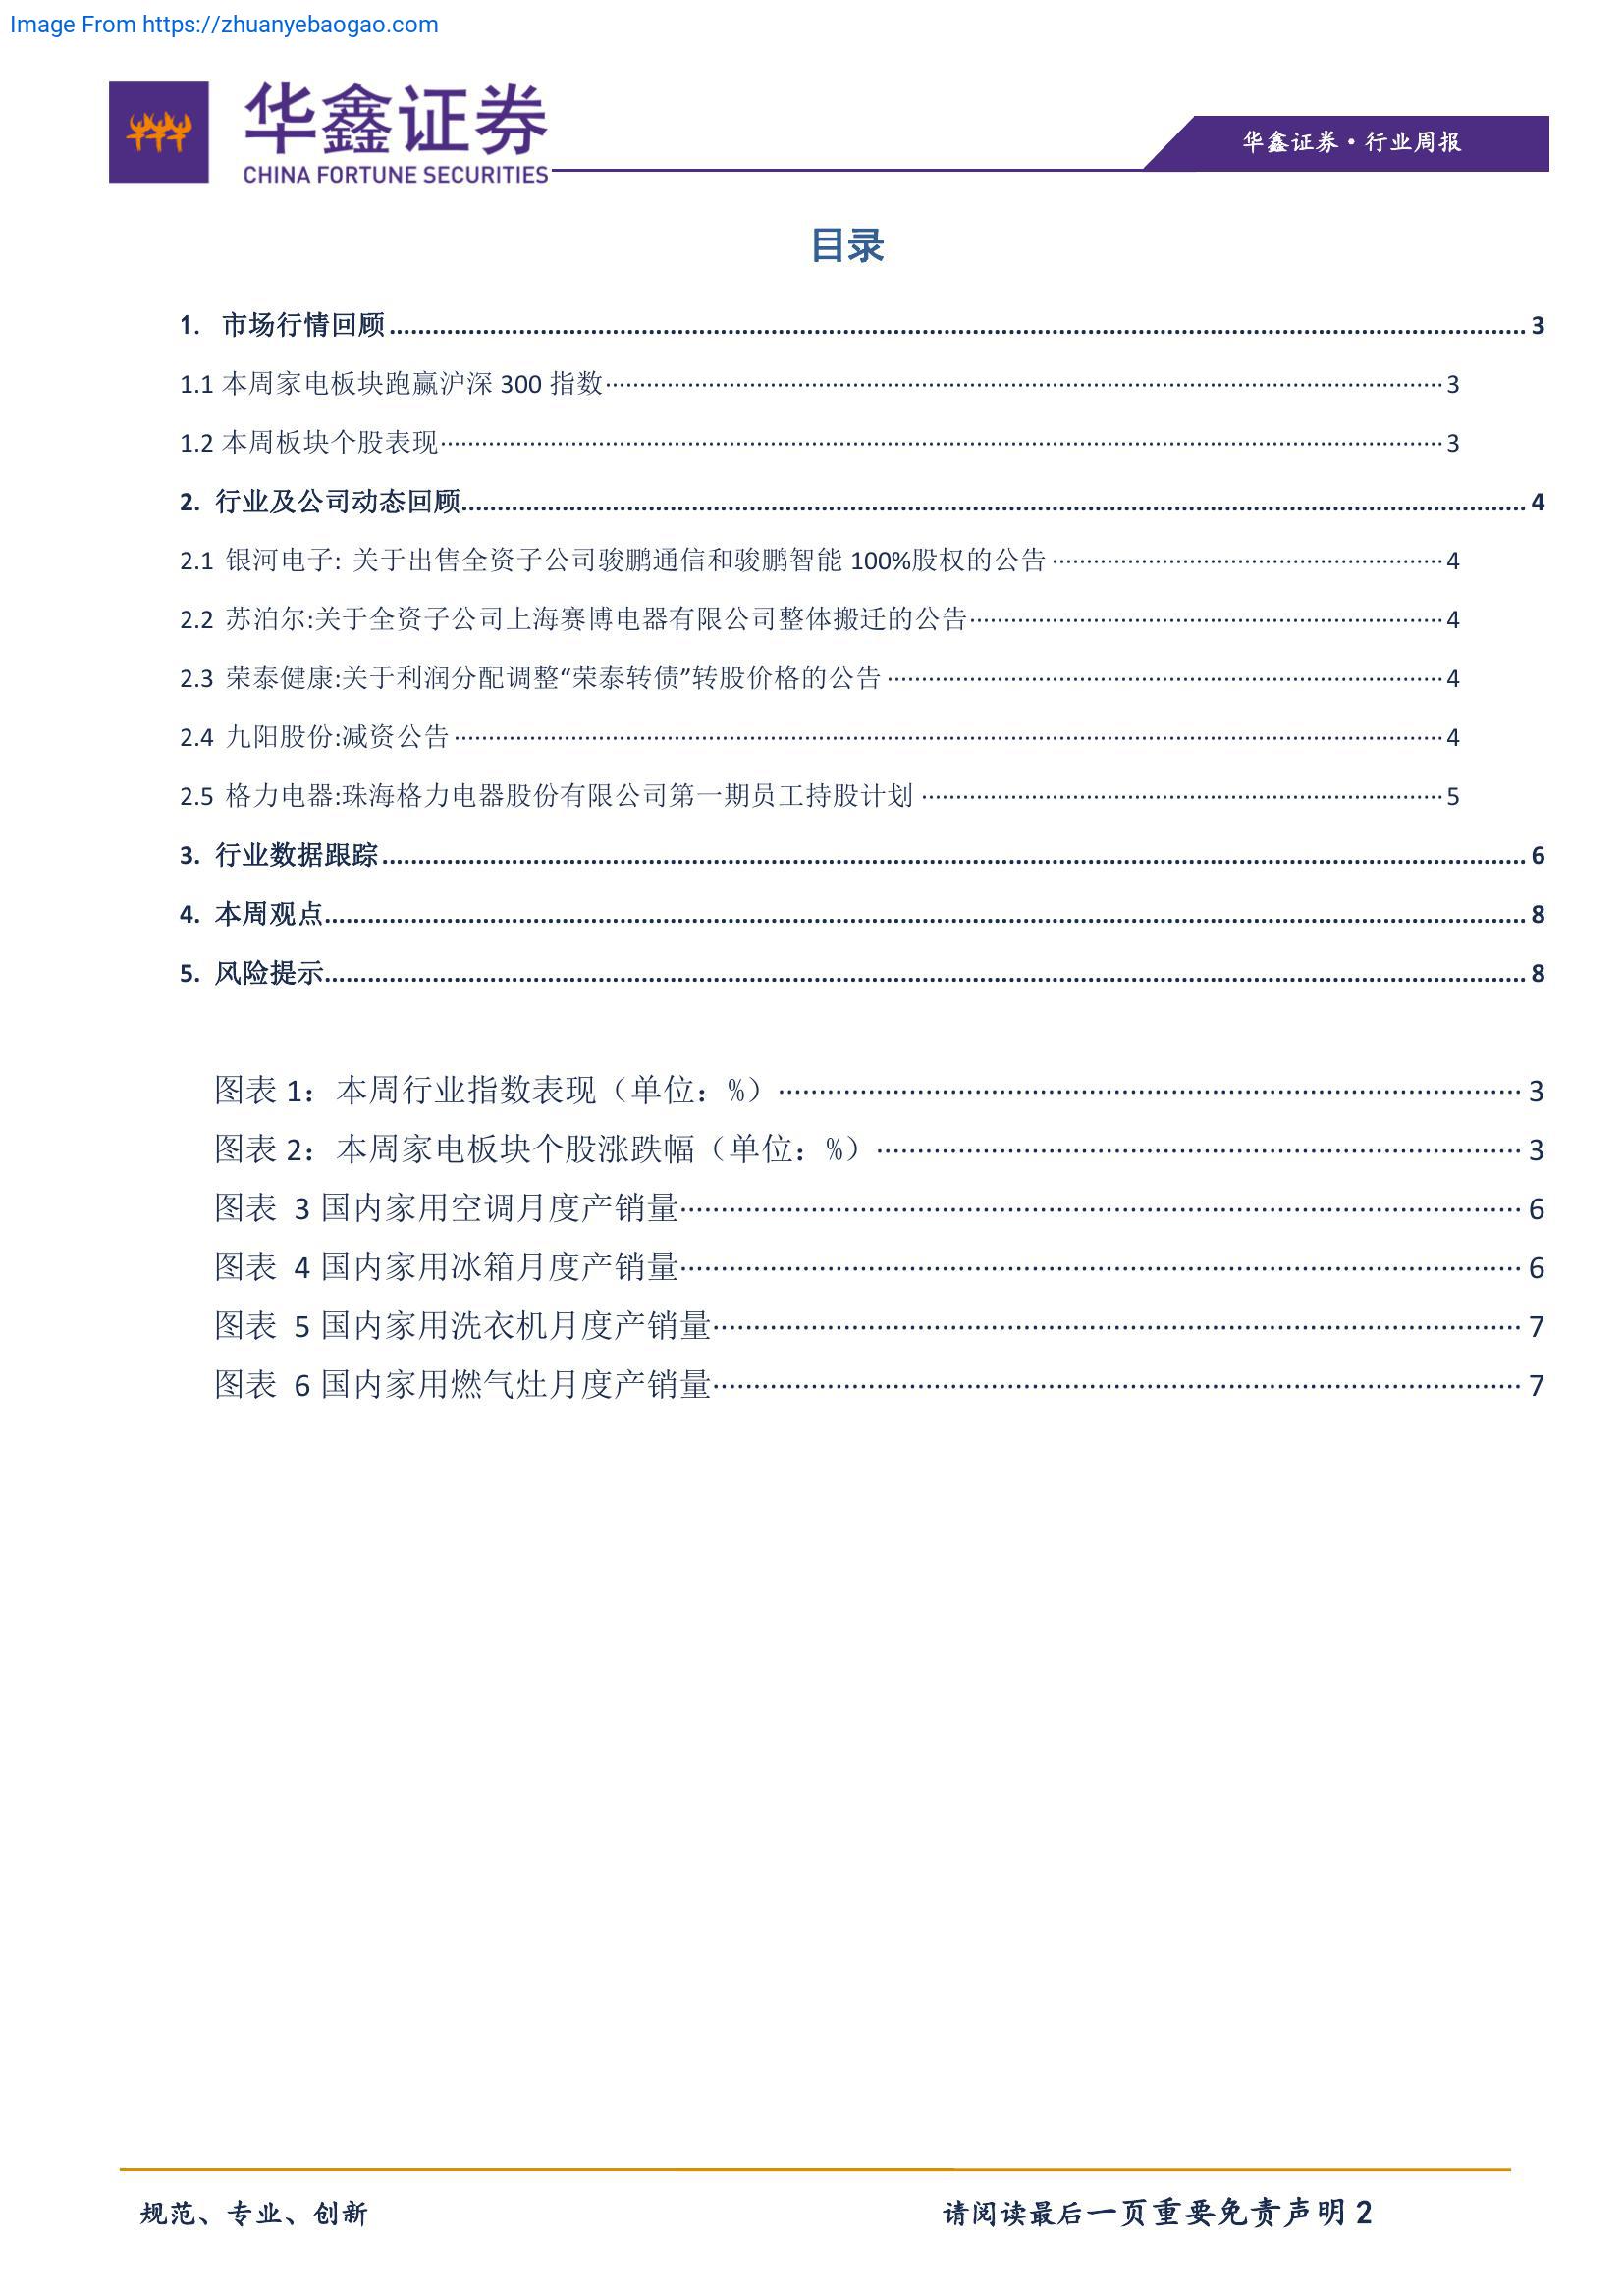 Image From https://zhuanyebaogao.com
华鑫证券
CHINA FORTUNE SECURITIES
华鑫证券·行业周报
目录
1. 市场行情回顾 3
1.1 本周家电板块跑赢沪深 300 指数 3
1.2 本周板块个股表现 3
2. 行业及公司动态回顾 4
2.1 银河电子: 关于出售全资子公司骏鹏通信和骏鹏智能 100%股权的公告 4
2.2 苏泊尔:关于全资子公司上海赛博电器有限公司整体搬迁的公告 4
2.3 荣泰健康:关于利润分配调整“荣泰转债”转股价格的公告 4
2.4 九阳股份:减资公告 4
2.5 格力电器:珠海格力电器股份有限公司第一期员工持股计划 5
3. 行业数据跟踪 6
4. 本周观点 8
5. 风险提示 8
图表 1：本周行业指数表现（单位：%） 3
图表 2：本周家电板块个股涨跌幅（单位：%） 3
图表 3 国内家用空调月度产销量 6
图表 4 国内家用冰箱月度产销量 6
图表 5 国内家用洗衣机月度产销量 7
图表 6 国内家用燃气灶月度产销量 7
规范、专业、创新
请阅读最后一页重要免责声明 2